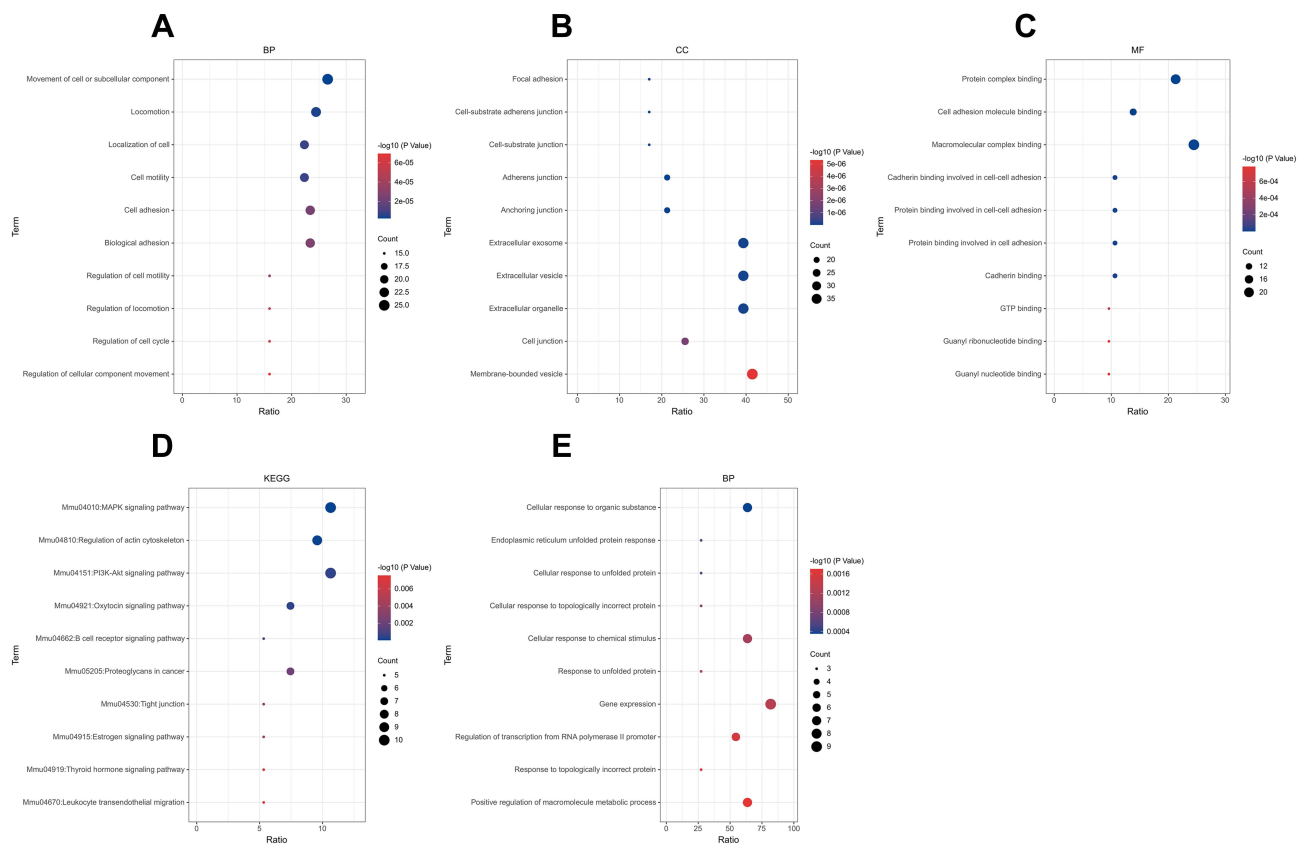 A
BP
Movement of cell or subcellular component
Locomotion
Localization of cell
Cell motility
Cell adhesion
Biological adhesion
Regulation of cell motility
Regulation of locomotion
Regulation of cell cycle
Regulation of cellular component movement
Term
0 10 20 30
Ratio
-log10 (P Value)
6e-05
4e-05
2e-05
Count
15.0
17.5
20.0
22.5
25.0
B
CC
Focal adhesion
Cell-substrate adherens junction
Cell-substrate junction
Adherens junction
Anchoring junction
Extracellular exosome
Extracellular vesicle
Extracellular organelle
Cell junction
Membrane-bounded vesicle
Term
0 10 20 30 40 50
Ratio
-log10 (P Value)
5e-06
4e-06
3e-06
2e-06
1e-06
Count
20
25
30
35
C
MF
Protein complex binding
Cell adhesion molecule binding
Macromolecular complex binding
Cadherin binding involved in cell-cell adhesion
Protein binding involved in cell-cell adhesion
Protein binding involved in cell adhesion
Cadherin binding
GTP binding
Guanyl ribonucleotide binding
Guanyl nucleotide binding
Term
0 10 20 30
Ratio
-log10 (P Value)
6e-04
4e-04
2e-04
Count
12
16
20
D
KEGG
Mmu04010:MAPK signaling pathway
Mmu04810:Regulation of actin cytoskeleton
Mmu04151:PI3K-Akt signaling pathway
Mmu04921:Oxytocin signaling pathway
Mmu04662:B cell receptor signaling pathway
Mmu05205:Proteoglycans in cancer
Mmu04530:Tight junction
Mmu04915:Estrogen signaling pathway
Mmu04919:Thyroid hormone signaling pathway
Mmu04670:Leukocyte transendothelial migration
Term
0 5 10
Ratio
-log10 (P Value)
0.006
0.004
0.002
Count
5
6
7
8
9
10
E
BP
Cellular response to organic substance
Endoplasmic reticulum unfolded protein response
Cellular response to unfolded protein
Cellular response to topologically incorrect protein
Cellular response to chemical stimulus
Response to unfolded protein
Gene expression
Regulation of transcription from RNA polymerase II promoter
Response to topologically incorrect protein
Positive regulation of macromolecule metabolic process
Term
0 25 50 75 100
Ratio
-log10 (P Value)
0.0016
0.0012
0.0008
0.0004
Count
3
4
5
6
7
8
9